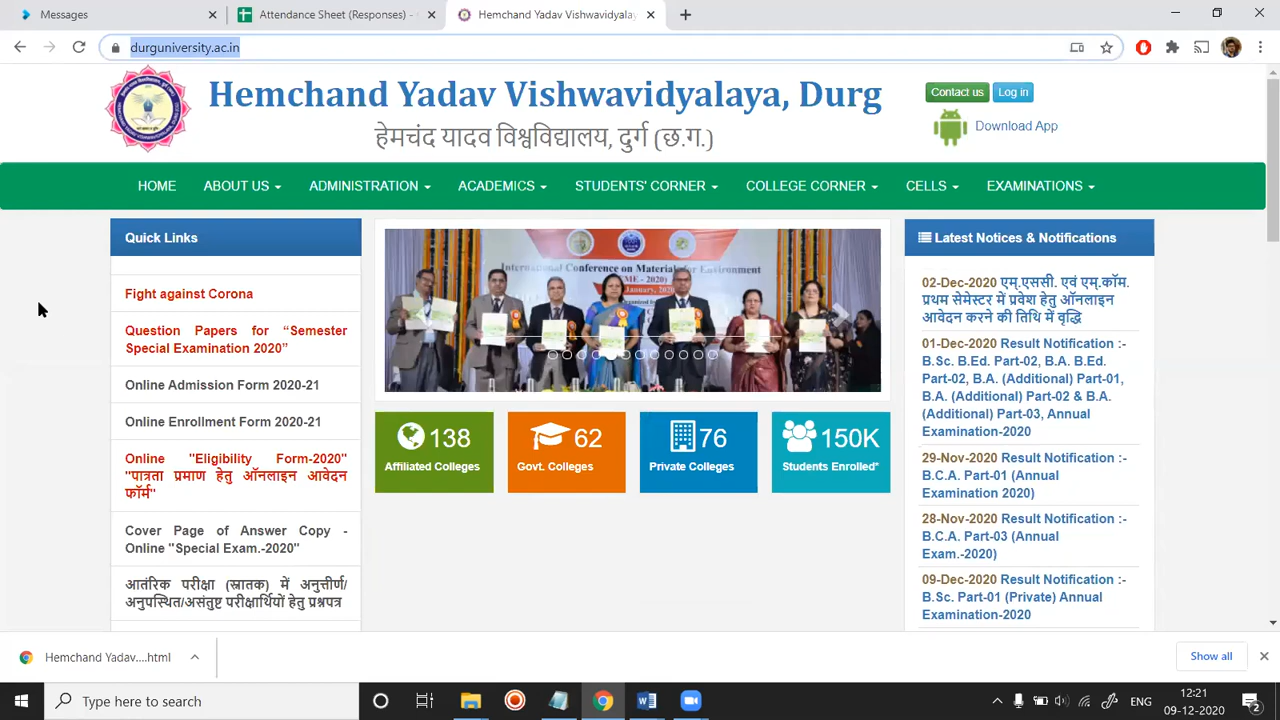 Messages
Attendance Sheet (Responses) -
Hemchand Yadav Vishwavidyalay
durguniversity.ac.in
Hemchand Yadav Vishwavidyalaya, Durg
हेमचंद यादव विश्वविद्यालय, दुर्ग (छ.ग.)
Contact us
Log in
Download App
HOME
ABOUT US
ADMINISTRATION
ACADEMICS
STUDENTS' CORNER
COLLEGE CORNER
CELLS
EXAMINATIONS
Quick Links
Fight against Corona
Question Papers for “Semester
Special Examination 2020”
Online Admission Form 2020-21
Online Enrollment Form 2020-21
Online "Eligibility Form-2020"
"पात्रता प्रमाण हेतु ऑनलाइन आवेदन
फॉर्म"
Cover Page of Answer Copy -
Online "Special Exam.-2020"
आतंरिक परीक्षा (स्नातक) में अनुत्तीर्ण/
अनुपस्थित/असंतुष्ट परीक्षार्थियों हेतु प्रश्नपत्र
International Conference on Materials for Environment
138
Affiliated Colleges
62
Govt. Colleges
76
Private Colleges
150K
Students Enrolled*
Latest Notices & Notifications
02-Dec-2020 एम्.एससी. एवं एम्.कॉम.
प्रथम सेमेस्टर में प्रवेश हेतु ऑनलाइन
आवेदन करने की तिथि में वृद्धि
01-Dec-2020 Result Notification :-
B.Sc. B.Ed. Part-02, B.A. B.Ed.
Part-02, B.A. (Additional) Part-01,
B.A. (Additional) Part-02 & B.A.
(Additional) Part-03, Annual
Examination-2020
29-Nov-2020 Result Notification :-
B.C.A. Part-01 (Annual
Examination 2020)
28-Nov-2020 Result Notification :-
B.C.A. Part-03 (Annual
Exam.-2020)
09-Dec-2020 Result Notification :-
B.Sc. Part-01 (Private) Annual
Examination-2020
Hemchand Yadav....html
Show all
Type here to search
ENG
12:21
09-12-2020
2